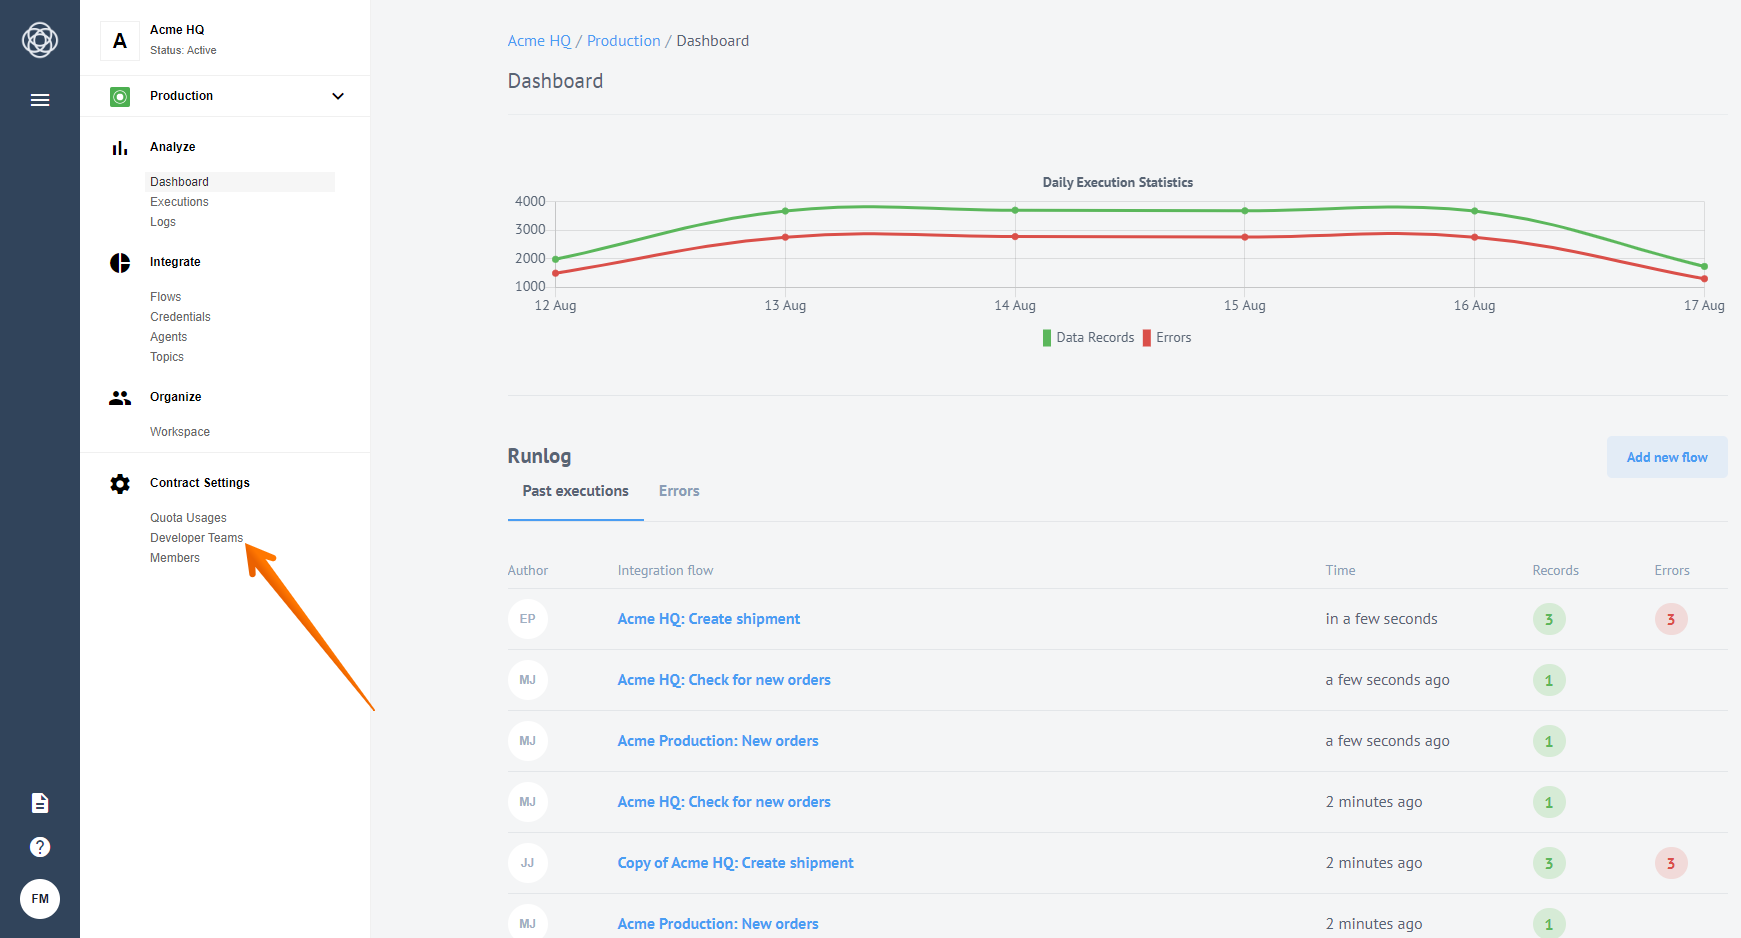 A
Acme HQ
Status: Active
Production
Analyze
Dashboard
Executions
Logs
Integrate
Flows
Credentials
Agents
Topics
Organize
Workspace
Contract Settings
Quota Usages
Developer Teams
Members
FM
Acme HQ / Production / Dashboard
Dashboard
Daily Execution Statistics
4000
3000
2000
1000
12 Aug 13 Aug 14 Aug 15 Aug 16 Aug 17 Aug
Data Records Errors
Runlog
Add new flow
Past executions Errors
Author Integration flow Time Records Errors
EP Acme HQ: Create shipment in a few seconds 3 3
MJ Acme HQ: Check for new orders a few seconds ago 1
MJ Acme Production: New orders a few seconds ago 1
MJ Acme HQ: Check for new orders 2 minutes ago 1
JJ Copy of Acme HQ: Create shipment 2 minutes ago 3 3
MJ Acme Production: New orders 2 minutes ago 1